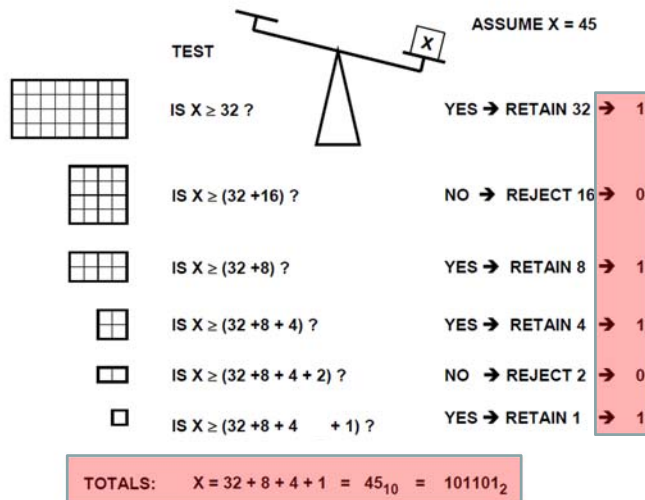 ASSUME X = 45
X
TEST
IS X ≥ 32 ? YES → RETAIN 32 → 1
IS X ≥ (32 +16) ? NO → REJECT 16 → 0
IS X ≥ (32 +8) ? YES → RETAIN 8 → 1
IS X ≥ (32 +8 + 4) ? YES → RETAIN 4 → 1
IS X ≥ (32 +8 + 4 + 2) ? NO → REJECT 2 → 0
IS X ≥ (32 +8 + 4 + 1) ? YES → RETAIN 1 → 1
TOTALS: X = 32 + 8 + 4 + 1 = 45₁₀ = 101101₂